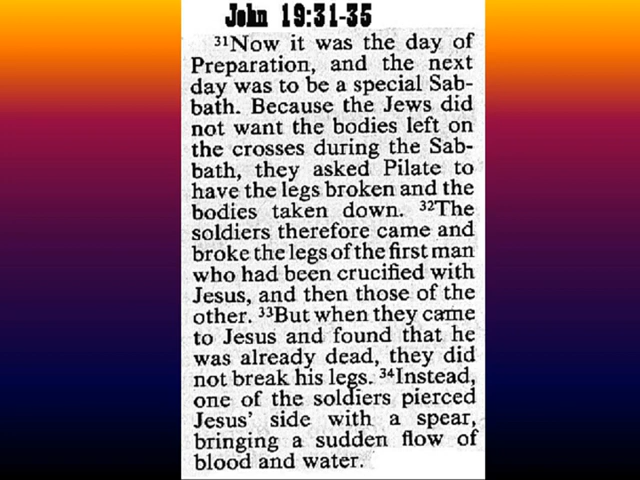 John 19:31-35
³¹Now it was the day of
Preparation, and the next
day was to be a special Sab-
bath. Because the Jews did
not want the bodies left on
the crosses during the Sab-
bath, they asked Pilate to
have the legs broken and the
bodies taken down. ³²The
soldiers therefore came and
broke the legs of the first man
who had been crucified with
Jesus, and then those of the
other. ³³But when they came
to Jesus and found that he
was already dead, they did
not break his legs. ³⁴Instead,
one of the soldiers pierced
Jesus' side with a spear,
bringing a sudden flow of
blood and water.